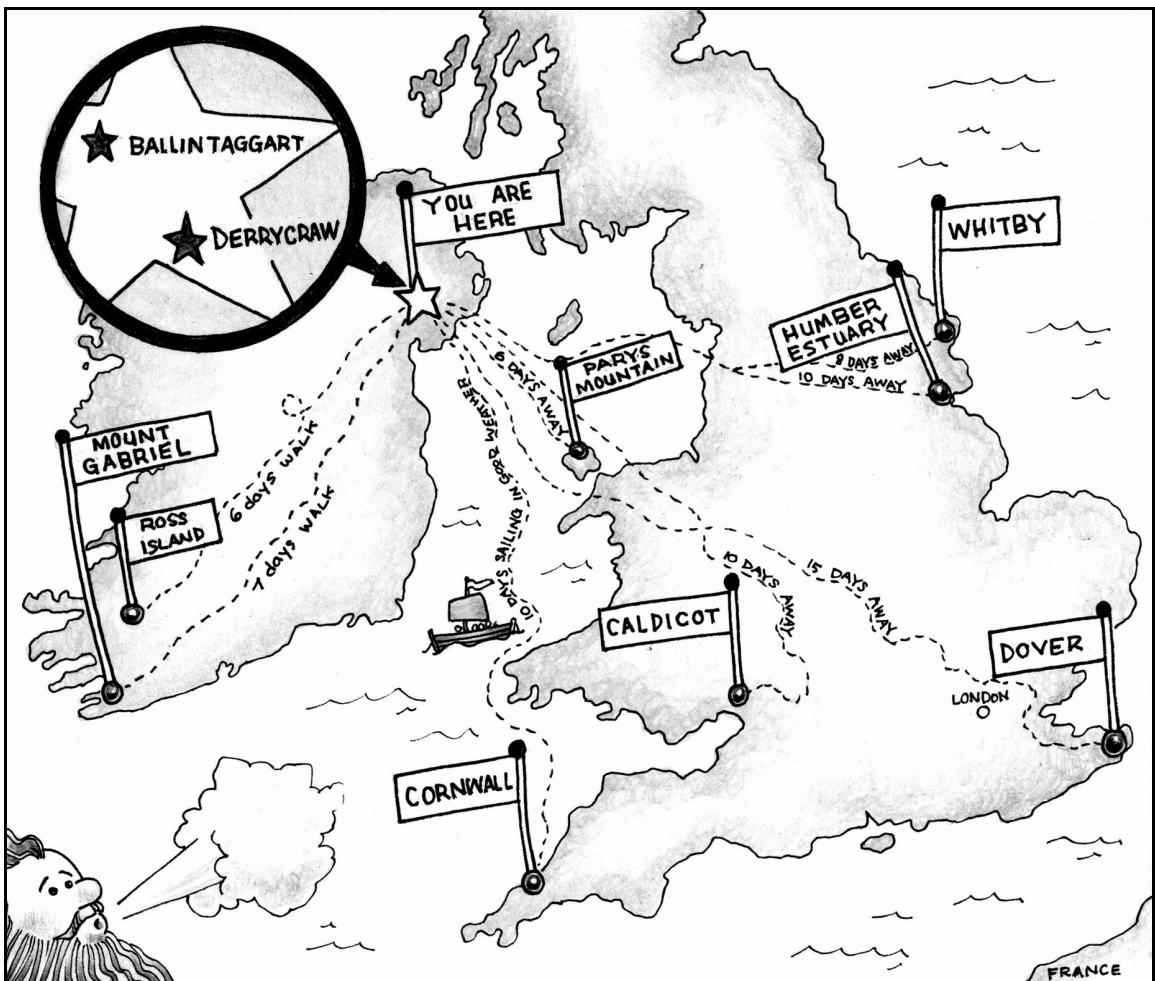 BALLINTAGGART
DERRYCRAW
YOU ARE
HERE
WHITBY
HUMBER
ESTUARY
8 DAYS AWAY
10 DAYS AWAY
PARYS
MOUNTAIN
6 DAYS AWAY
10 DAYS SAILING IN GOOD WEATHER
MOUNT
GABRIEL
6 days WALK
ROSS
ISLAND
7 days WALK
10 DAYS
AWAY
15 DAYS AWAY
CALDICOT
DOVER
LONDON
CORNWALL
FRANCE